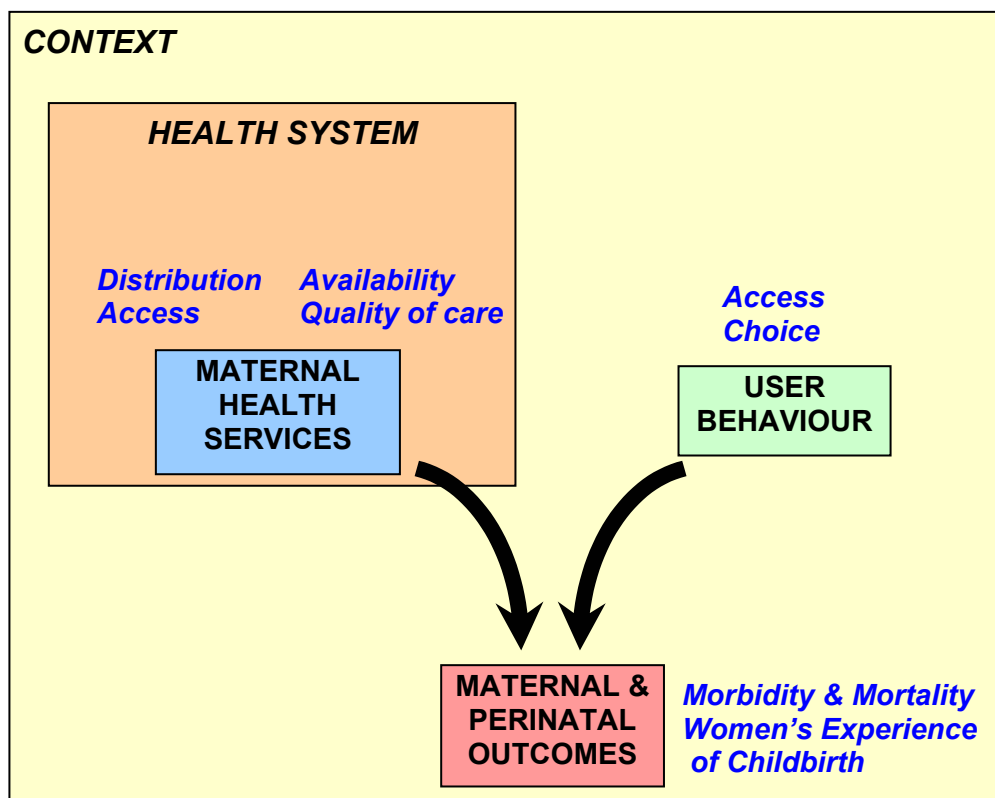 CONTEXT
HEALTH SYSTEM
Distribution
Access
Availability
Quality of care
Access
Choice
MATERNAL
HEALTH
SERVICES
USER
BEHAVIOUR
MATERNAL &
PERINATAL
OUTCOMES
Morbidity & Mortality
Women's Experience
of Childbirth